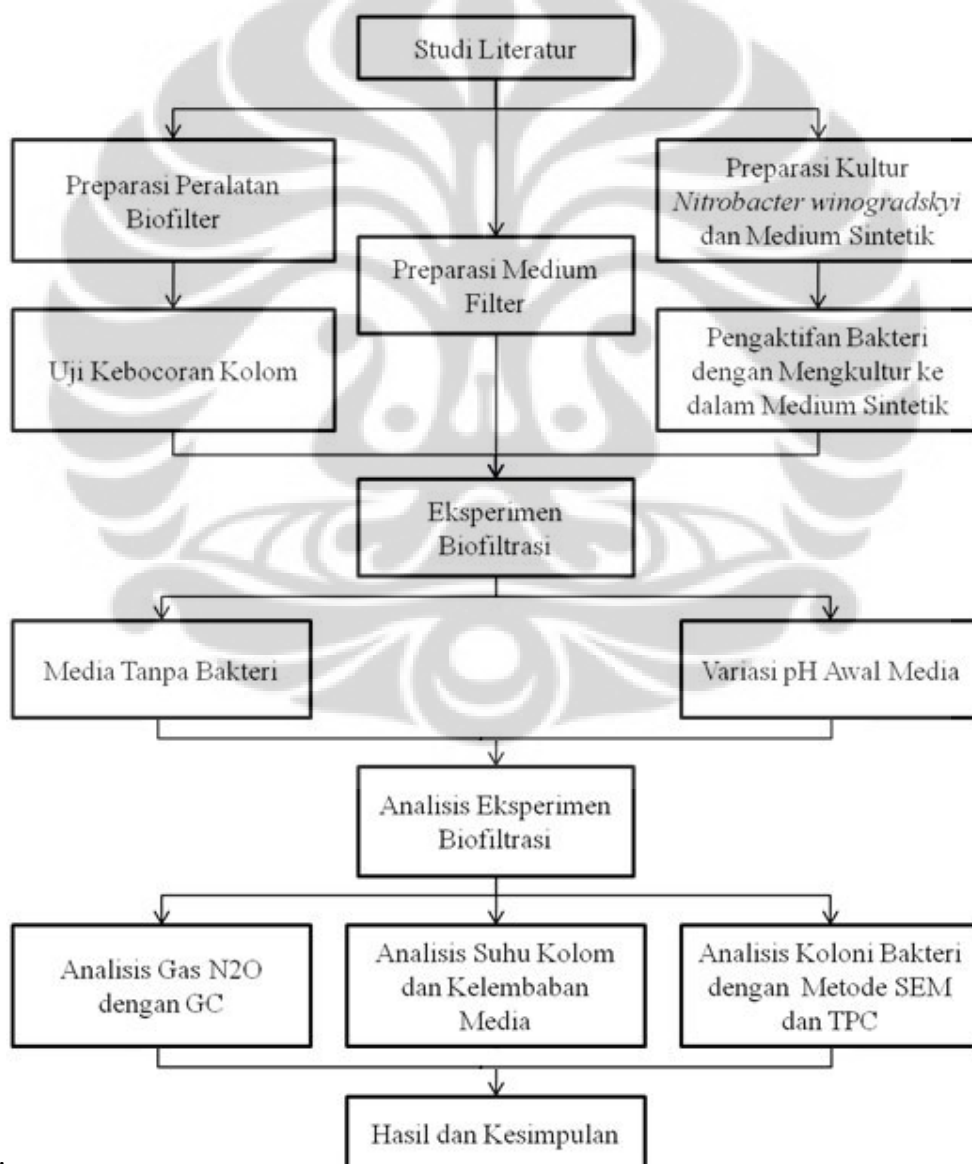 Studi Literatur
Preparasi Peralatan
Biofilter
Preparasi Medium
Filter
Preparasi Kultur
Nitrobacter winogradskyi
dan Medium Sintetik
Uji Kebocoran Kolom
Pengaktifan Bakteri
dengan Mengkultur ke
dalam Medium Sintetik
Eksperimen
Biofiltrasi
Media Tanpa Bakteri
Variasi pH Awal Media
Analisis Eksperimen
Biofiltrasi
Analisis Gas N2O
dengan GC
Analisis Suhu Kolom
dan Kelembaban
Media
Analisis Koloni Bakteri
dengan Metode SEM
dan TPC
Hasil dan Kesimpulan